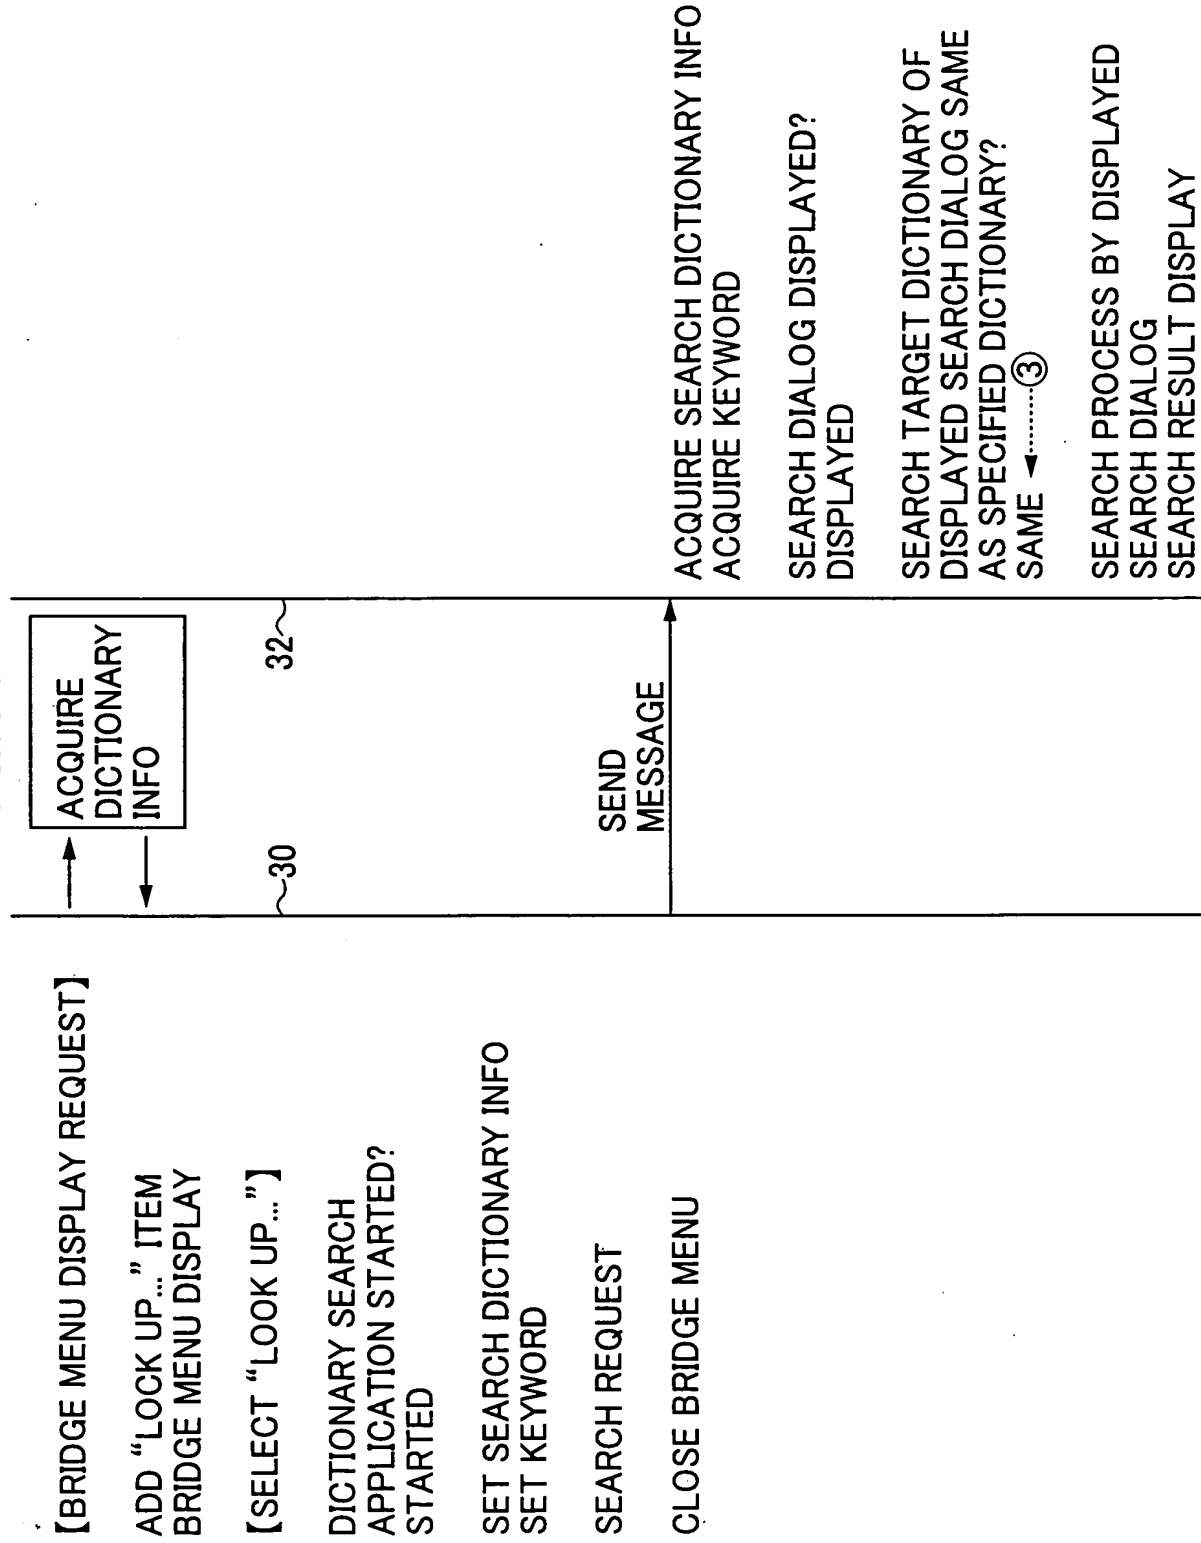 【BRIDGE MENU DISPLAY REQUEST】
ADD “LOCK UP...” ITEM
BRIDGE MENU DISPLAY
【SELECT “LOOK UP...”】
DICTIONARY SEARCH
APPLICATION STARTED?
STARTED
SET SEARCH DICTIONARY INFO
SET KEYWORD
SEARCH REQUEST
CLOSE BRIDGE MENU
ACQUIRE
DICTIONARY
INFO
30
32
SEND
MESSAGE
ACQUIRE SEARCH DICTIONARY INFO
ACQUIRE KEYWORD
SEARCH DIALOG DISPLAYED?
DISPLAYED
SEARCH TARGET DICTIONARY OF
DISPLAYED SEARCH DIALOG SAME
AS SPECIFIED DICTIONARY?
SAME ③
SEARCH PROCESS BY DISPLAYED
SEARCH DIALOG
SEARCH RESULT DISPLAY